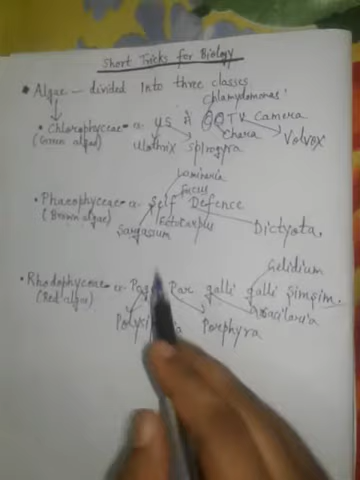 Short Tricks for Biology
* Algae - divided Into three classes
Chlamydomonas'
• Chlorophyceae - US A CCTV Camera
(Green algae) Chara Volvox
Ulothrix Spirogyra
Laminaria
Fucus
• Phaeophyceae - Self Defence
(Brown algae) Ectocarpus Dictyota.
Sargassum
Gelidium
• Rhodophyceae - Par galli galli Simsim.
(Red algae) Gracilaria
Porphyra